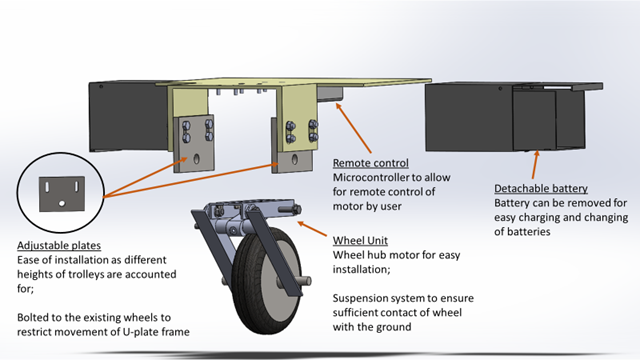 Remote control
Microcontroller to allow
for remote control of
motor by user
Detachable battery
Battery can be removed for
easy charging and changing
of batteries
Adjustable plates
Ease of installation as different
heights of trolleys are accounted
for;
Bolted to the existing wheels to
restrict movement of U-plate frame
Wheel Unit
Wheel hub motor for easy
installation;
Suspension system to ensure
sufficient contact of wheel
with the ground